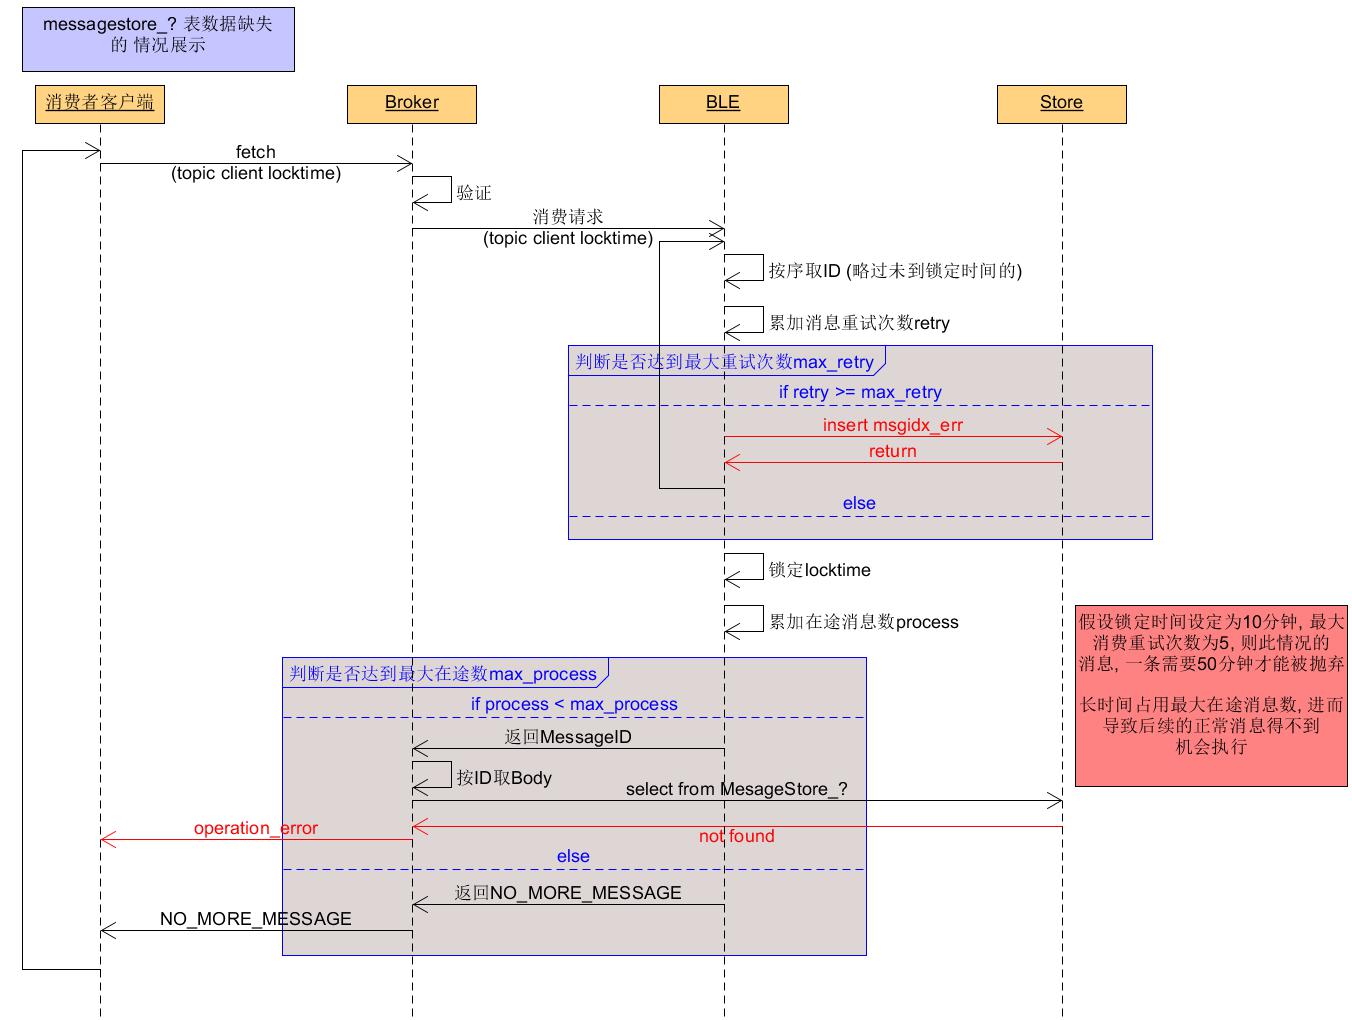 messagestore_? 表数据缺失
的 情况展示
消费者客户端
Broker
BLE
Store
fetch
(topic client locktime)
验证
消费请求
(topic client locktime)
按序取ID (略过未到锁定时间的)
累加消息重试次数retry
判断是否达到最大重试次数max_retry
if retry >= max_retry
insert msgidx_err
return
else
锁定locktime
累加在途消息数process
假设锁定时间设定为10分钟, 最大
消费重试次数为5, 则此情况的
消息, 一条需要50分钟才能被抛弃
长时间占用最大在途消息数, 进而
导致后续的正常消息得不到
机会执行
判断是否达到最大在途数max_process
if process < max_process
返回MessageID
按ID取Body
select from MesageStore_?
operation_error
not found
else
返回NO_MORE_MESSAGE
NO_MORE_MESSAGE